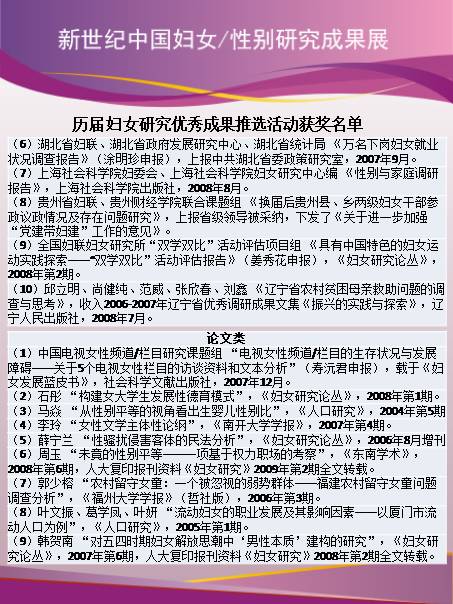 新世纪中国妇女/性别研究成果展
历届妇女研究优秀成果推选活动获奖名单
（6）湖北省妇联、湖北省政府发展研究中心、湖北省统计局 《万名下岗妇女就业
状况调查报告》（涂明珍申报），上报中共湖北省委政策研究室，2007年9月。
（7）上海社会科学院妇委会、上海社会科学院妇女研究中心编 《性别与家庭调研
报告》，上海社会科学院出版社，2008年8月。
（8）贵州省妇联、贵州财经学院联合课题组 《换届后贵州县、乡两级妇女干部参
政议政情况及存在问题研究》，上报省级领导被采纳，下发了《关于进一步加强
“党建带妇建”工作的意见》。
（9）全国妇联妇女研究所“双学双比”活动评估项目组 《具有中国特色的妇女运
动实践探索——“双学双比”活动评估报告》（姜秀花申报），《妇女研究论丛》，
2008年第2期。
（10）邱立明、尚健纯、范威、张欣春、刘鑫 《辽宁省农村贫困母亲救助问题的调
查与思考》，收入2006-2007年辽宁省优秀调研成果文集《振兴的实践与探索》，辽
宁人民出版社，2008年7月。
论文类
（1）中国电视女性频道/栏目研究课题组 “电视女性频道/栏目的生存状况与发展
障碍——关于5个电视女性栏目的访谈资料和文本分析”（寿沅君申报），载于《妇
女发展蓝皮书》，社会科学文献出版社，2007年12月。
（2）石彤 “构建女大学生发展性德育模式”，《妇女研究论丛》，2008年第1期。
（3）马焱 “从性别平等的视角看出生婴儿性别比”，《人口研究》，2004年第5期
（4）李玲 “女性文学主体性论纲”，《南开大学学报》，2007年第4期。
（5）薛宁兰 “性骚扰侵害客体的民法分析”，《妇女研究论丛》，2006年8月增刊
（6）周玉 “未竟的性别平等———一项基于权力职场的考察”，《东南学术》，
2008年第6期，人大复印报刊资料《妇女研究》2009年第2期全文转载。
（7）郭少榕 “农村留守女童：一个被忽视的弱势群体——福建农村留守女童问题
调查分析”，《福州大学学报》（哲社版），2006年第3期。
（8）叶文振、葛学凤、叶妍 “流动妇女的职业发展及其影响因素——以厦门市流
动人口为例”，《人口研究》，2005年第1期。
（9）韩贺南 “对五四时期妇女解放思潮中‘男性本质’建构的研究”，《妇女研
究论丛》，2007年第6期，人大复印报刊资料《妇女研究》2008年第2期全文转载。